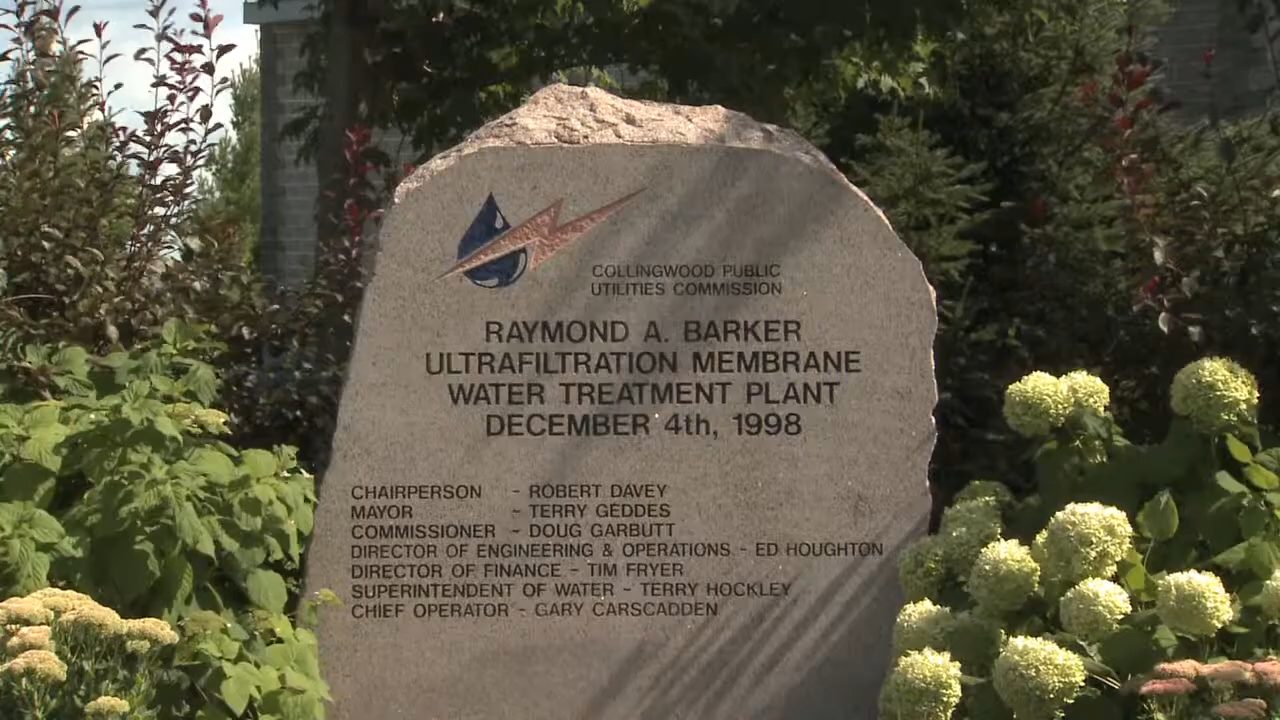 COLLINGWOOD PUBLIC
UTILITIES COMMISSION
RAYMOND A. BARKER
ULTRAFILTRATION MEMBRANE
WATER TREATMENT PLANT
DECEMBER 4th, 1998
CHAIRPERSON - ROBERT DAVEY
MAYOR - TERRY GEDDES
COMMISSIONER - DOUG GARBUTT
DIRECTOR OF ENGINEERING & OPERATIONS - ED HOUGHTON
DIRECTOR OF FINANCE - TIM FRYER
SUPERINTENDENT OF WATER - TERRY HOCKLEY
CHIEF OPERATOR - GARY CARSCADDEN